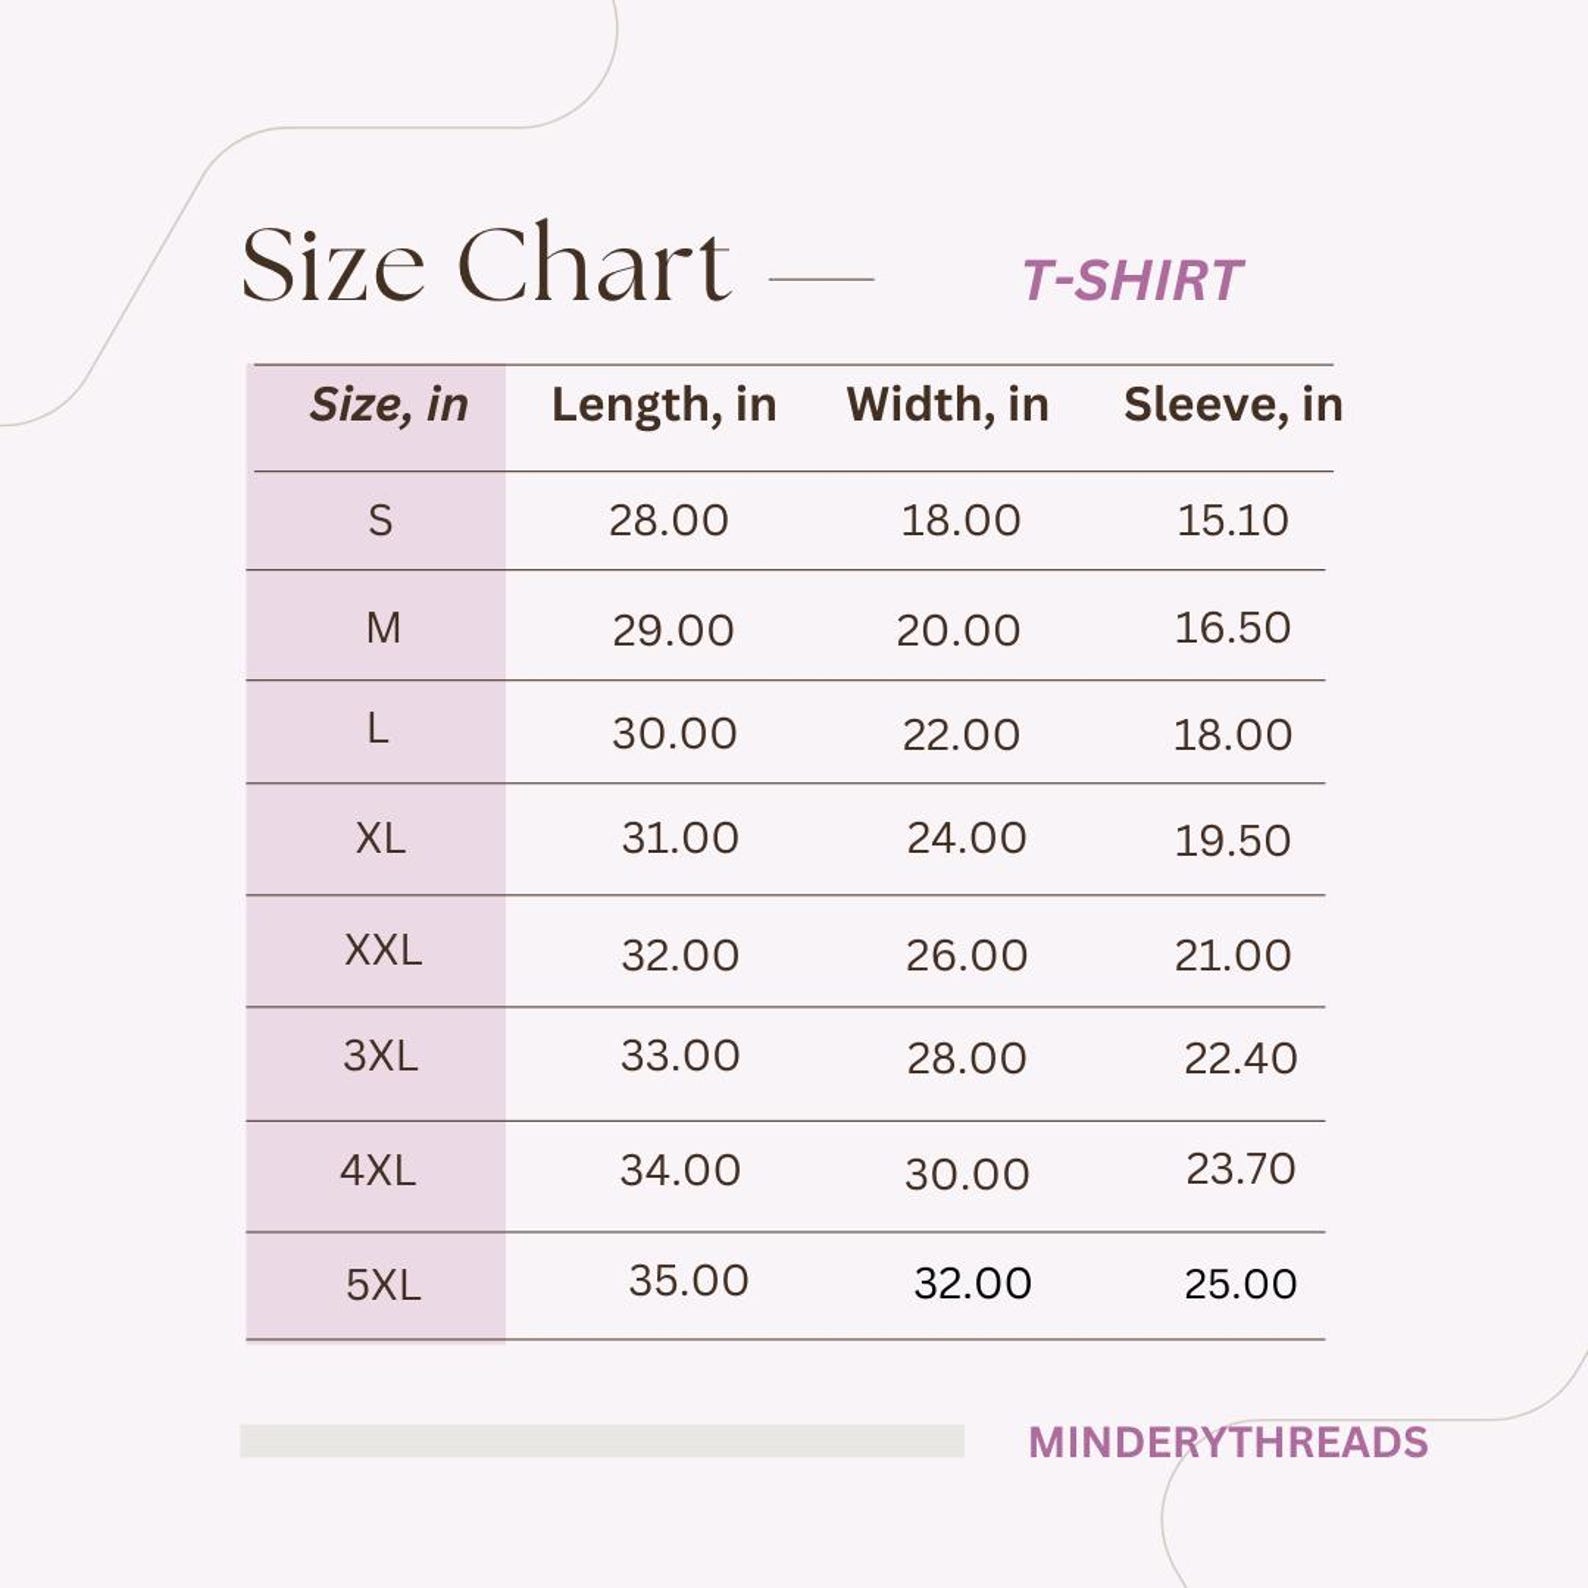 Size Chart — T-SHIRT
Size, in Length, in Width, in Sleeve, in
S 28.00 18.00 15.10
M 29.00 20.00 16.50
L 30.00 22.00 18.00
XL 31.00 24.00 19.50
XXL 32.00 26.00 21.00
3XL 33.00 28.00 22.40
4XL 34.00 30.00 23.70
5XL 35.00 32.00 25.00
MINDERYTHREADS